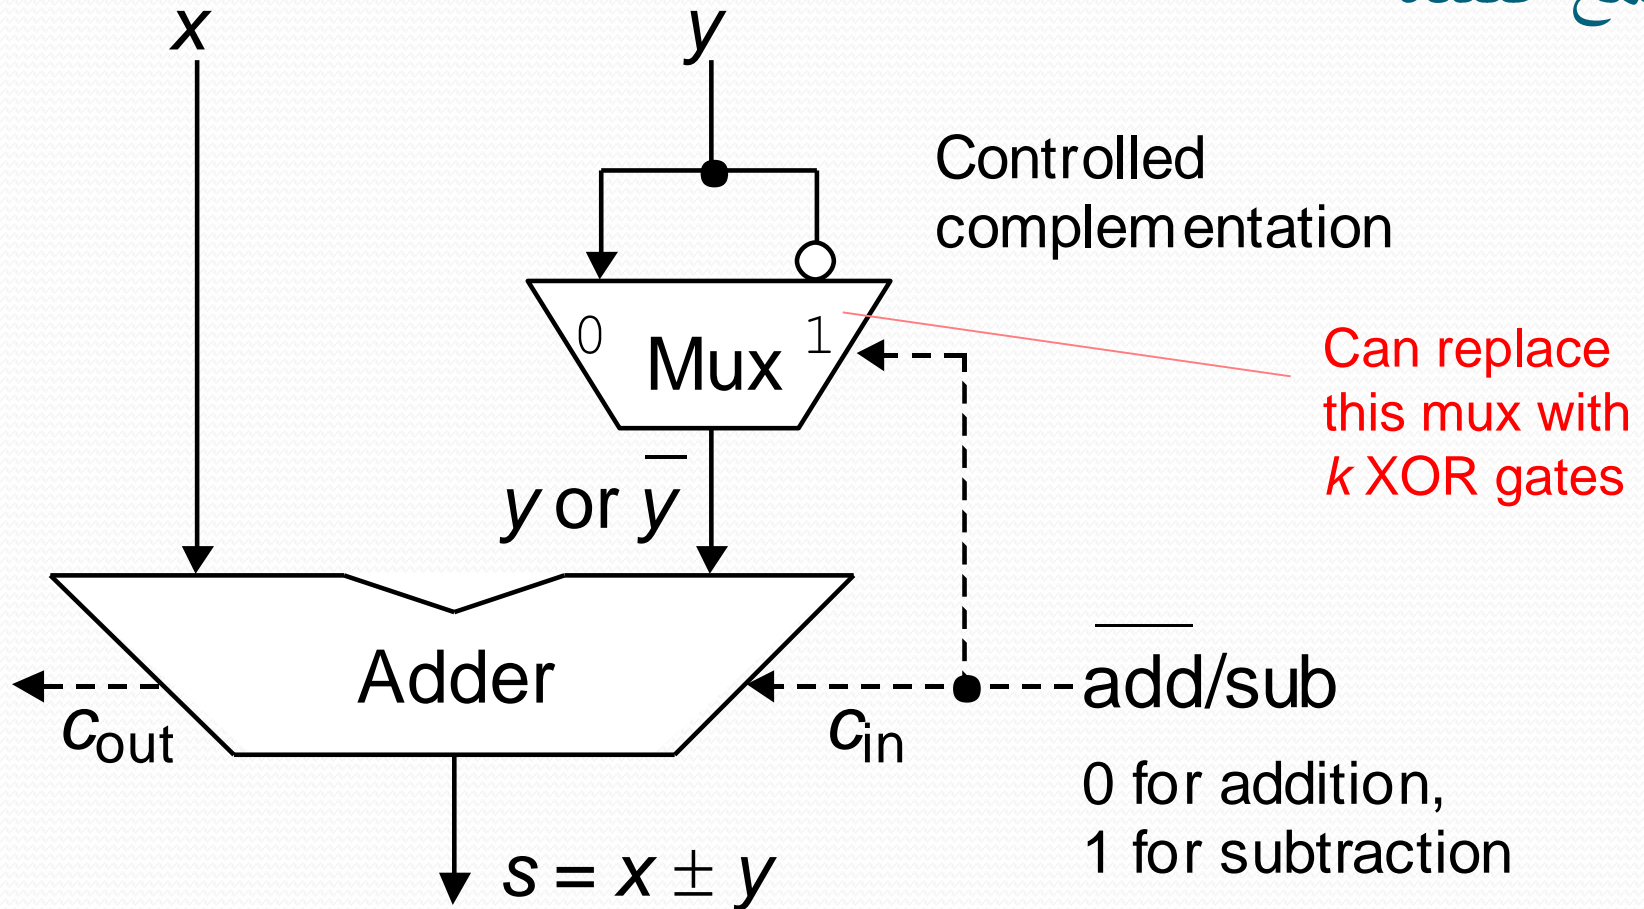 x
y
Controlled
complementation
0
Mux
1
Can replace
this mux with
k XOR gates
y or y̅
Adder
a̅d̅d̅/sub
c_out
c_in
0 for addition,
1 for subtraction
s = x ± y